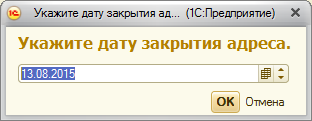 Укажите дату закрытия ад... (1С:Предприятие)
Укажите дату закрытия адреса.
13.08.2015
OK Отмена